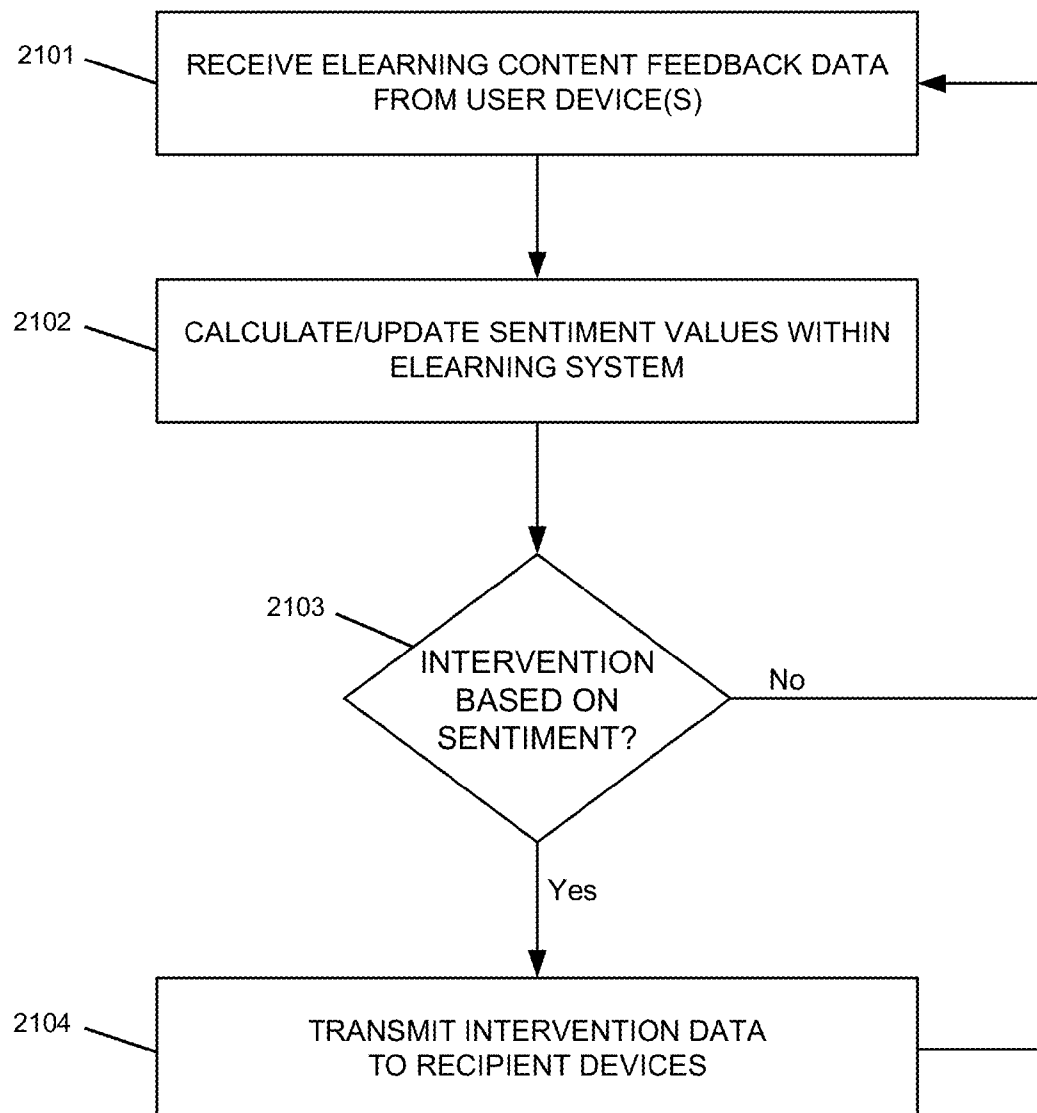 2101
RECEIVE ELEARNING CONTENT FEEDBACK DATA
FROM USER DEVICE(S)
2102
CALCULATE/UPDATE SENTIMENT VALUES WITHIN
ELEARNING SYSTEM
2103
INTERVENTION
BASED ON
SENTIMENT?
No
Yes
2104
TRANSMIT INTERVENTION DATA
TO RECIPIENT DEVICES